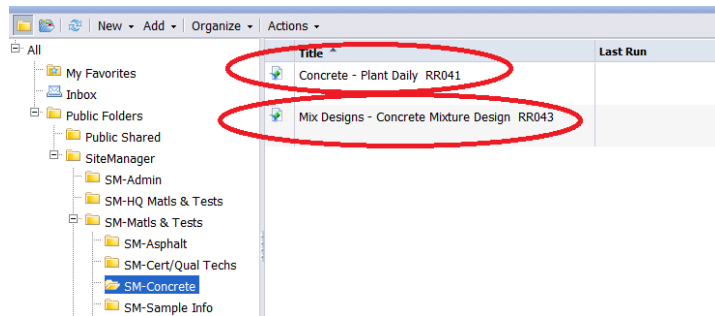 New Add Organize Actions
All
My Favorites
Inbox
Public Folders
Public Shared
SiteManager
SM-Admin
SM-HQ Matls & Tests
SM-Matls & Tests
SM-Asphalt
SM-Cert/Qual Techs
SM-Concrete
SM-Sample Info
Title Last Run
Concrete - Plant Daily RR041
Mix Designs - Concrete Mixture Design RR043